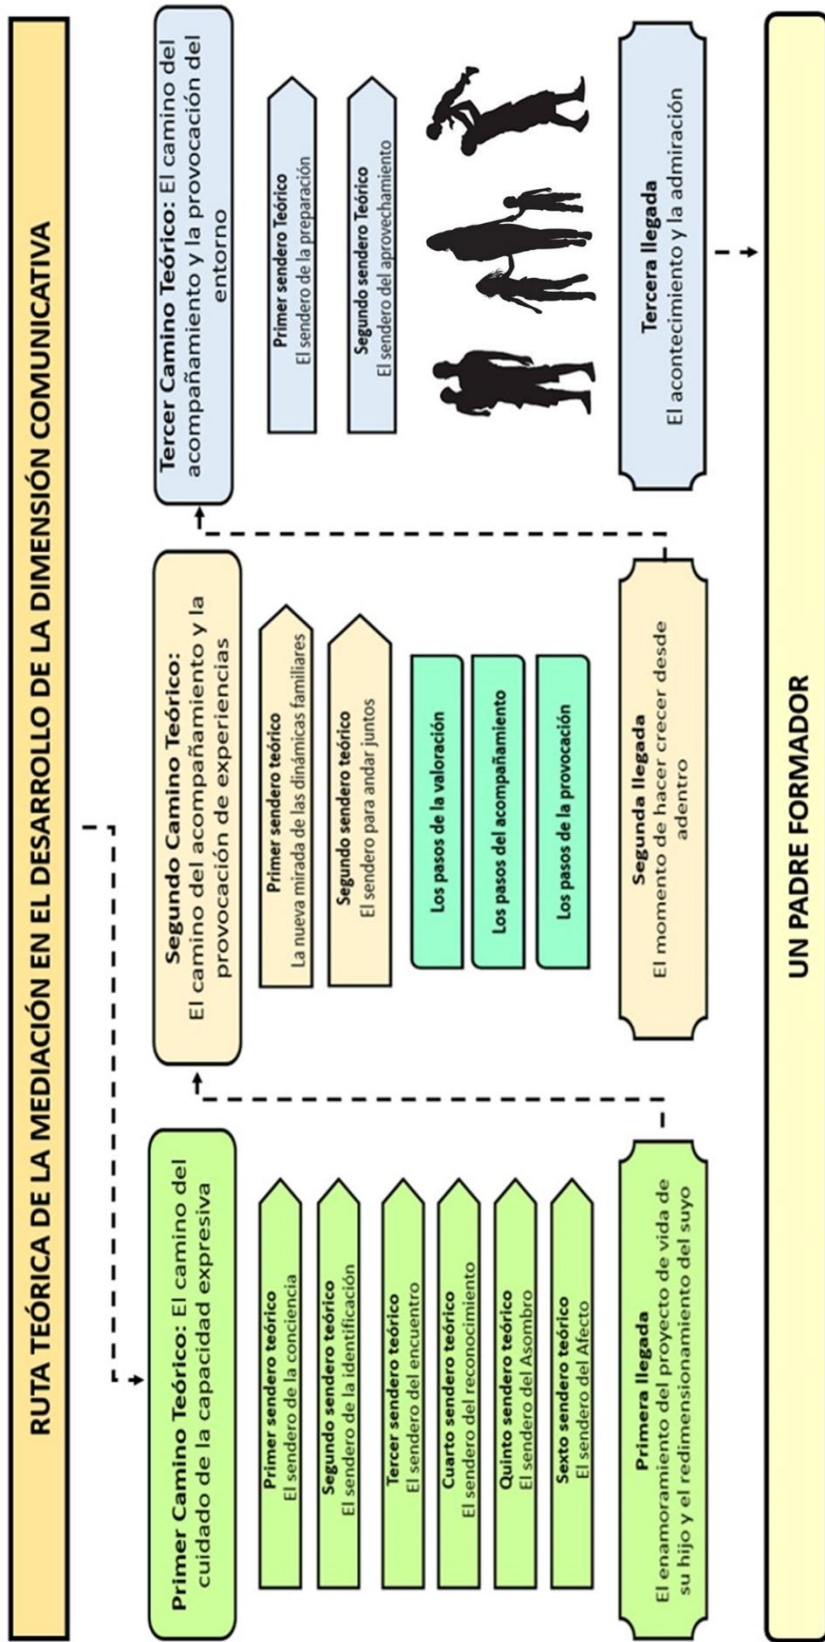 RUTA TEÓRICA DE LA MEDIACIÓN EN EL DESARROLLO DE LA DIMENSIÓN COMUNICATIVA
Primer Camino Teórico: El camino del
cuidado de la capacidad expresiva
Primer sendero teórico
El sendero de la conciencia
Segundo sendero teórico
El sendero de la identificación
Tercer sendero teórico
El sendero del encuentro
Cuarto sendero teórico
El sendero del reconocimiento
Quinto sendero teórico
El sendero del Asombro
Sexto sendero teórico
El sendero del Afecto
Primera llegada
El enamoramiento del proyecto de vida de
su hijo y el redimensionamiento del suyo
Segundo Camino Teórico:
El camino del acompañamiento y la
provocación de experiencias
Primer sendero teórico
La nueva mirada de las dinámicas familiares
Segundo sendero teórico
El sendero para andar juntos
Los pasos de la valoración
Los pasos del acompañamiento
Los pasos de la provocación
Segunda llegada
El momento de hacer crecer desde
adentro
Tercer Camino Teórico: El camino del
acompañamiento y la provocación del
entorno
Primer sendero Teórico
El sendero de la preparación
Segundo sendero Teórico
El sendero del aprovechamiento
Tercera llegada
El acontecimiento y la admiración
UN PADRE FORMADOR